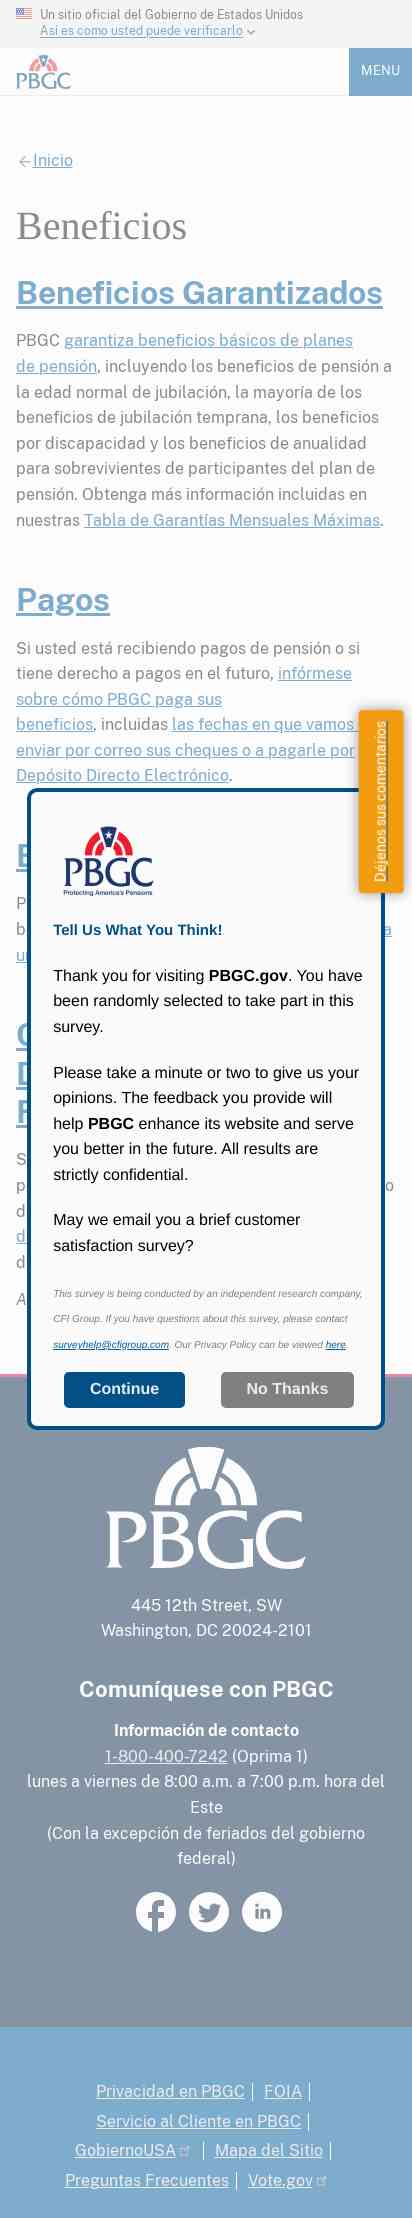 Un sitio oficial del Gobierno de Estados Unidos
Así es como usted puede verificarlo
PBGC
MENU
Inicio
Beneficios
Beneficios Garantizados
PBGC garantiza beneficios básicos de planes
de pensión, incluyendo los beneficios de pensión a
la edad normal de jubilación, la mayoría de los
beneficios de jubilación temprana, los beneficios
por discapacidad y los beneficios de anualidad
para sobrevivientes de participantes del plan de
pensión. Obtenga más información incluidas en
nuestras Tabla de Garantías Mensuales Máximas.
Pagos
Si usted está recibiendo pagos de pensión o si
tiene derecho a pagos en el futuro, infórmese
sobre cómo PBGC paga sus
beneficios, incluidas las fechas en que vamos
enviar por correo sus cheques o a pagarle por
Depósito Directo Electrónico.
Déjenos sus comentarios
PBGC
Protecting America's Pensions
Tell Us What You Think!
Thank you for visiting PBGC.gov. You have
been randomly selected to take part in this
survey.
Please take a minute or two to give us your
opinions. The feedback you provide will
help PBGC enhance its website and serve
you better in the future. All results are
strictly confidential.
May we email you a brief customer
satisfaction survey?
This survey is being conducted by an independent research company,
CFI Group. If you have questions about this survey, please contact
surveyhelp@cfigroup.com. Our Privacy Policy can be viewed here.
Continue
No Thanks
PBGC
445 12th Street, SW
Washington, DC 20024-2101
Comuníquese con PBGC
Información de contacto
1-800-400-7242 (Oprima 1)
lunes a viernes de 8:00 a.m. a 7:00 p.m. hora del
Este
(Con la excepción de feriados del gobierno
federal)
Privacidad en PBGC
FOIA
Servicio al Cliente en PBGC
GobiernoUSA
Mapa del Sitio
Preguntas Frecuentes
Vote.gov